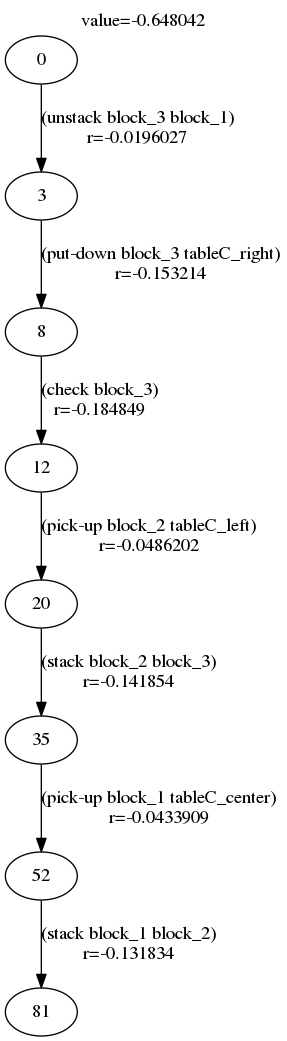 value=-0.648042
0
(unstack block_3 block_1)
r=-0.0196027
3
(put-down block_3 tableC_right)
r=-0.153214
8
(check block_3)
r=-0.184849
12
(pick-up block_2 tableC_left)
r=-0.0486202
20
(stack block_2 block_3)
r=-0.141854
35
(pick-up block_1 tableC_center)
r=-0.0433909
52
(stack block_1 block_2)
r=-0.131834
81